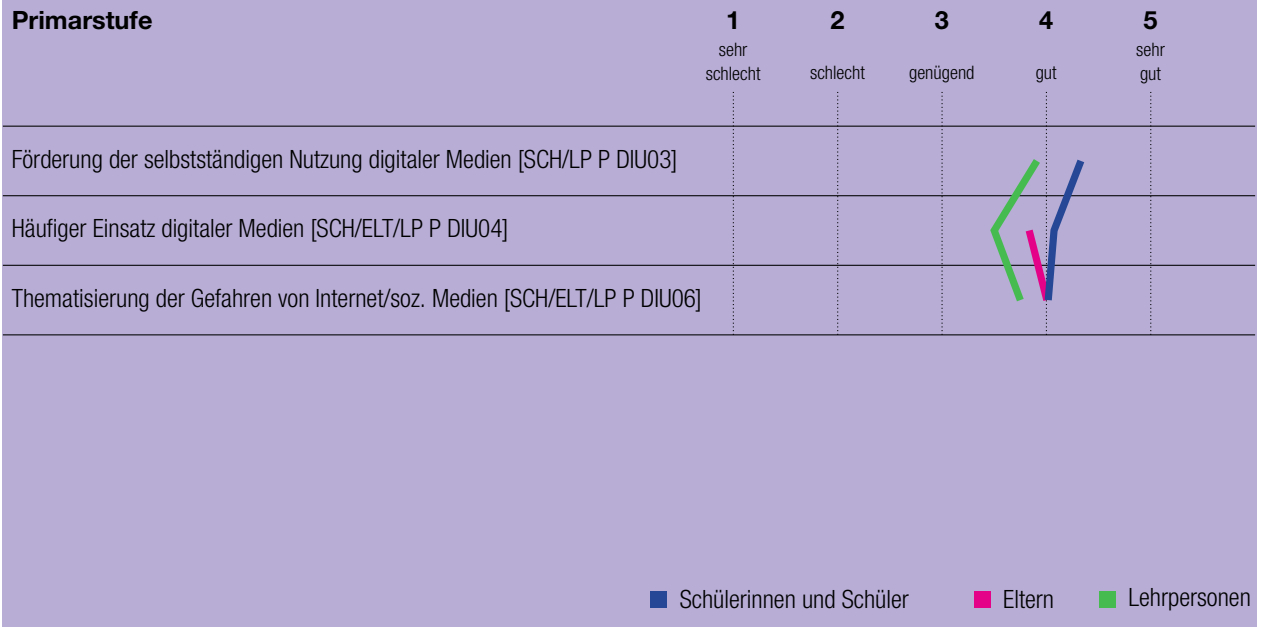 Primarstufe 1 2 3 4 5
sehr sehr
schlecht schlecht genügend gut gut
Förderung der selbstständigen Nutzung digitaler Medien [SCH/LP P DIU03]
Häufiger Einsatz digitaler Medien [SCH/ELT/LP P DIU04]
Thematisierung der Gefahren von Internet/soz. Medien [SCH/ELT/LP P DIU06]
Schülerinnen und Schüler Eltern Lehrpersonen